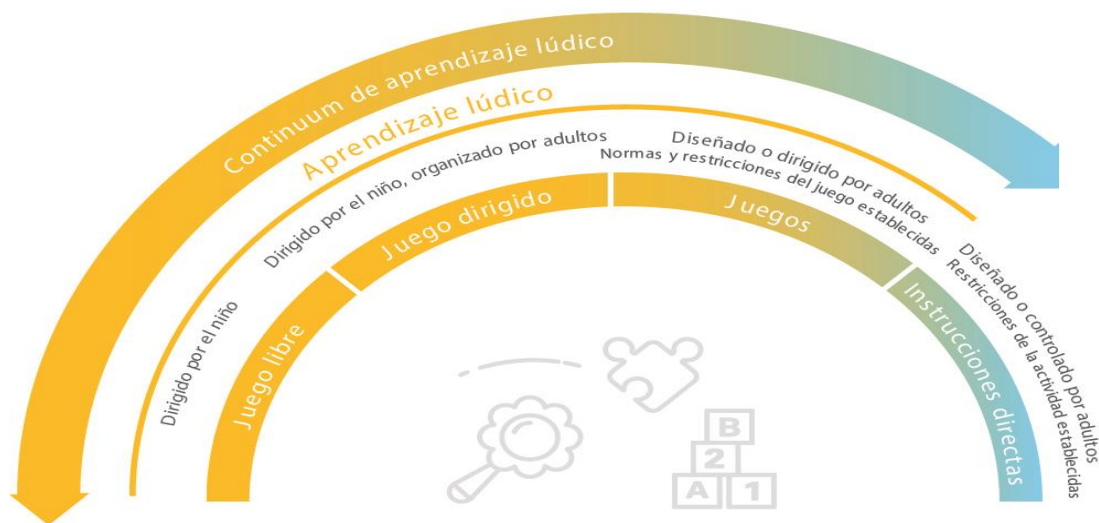 Continuum de aprendizaje lúdico
Aprendizaje lúdico
Dirigido por el niño
Dirigido por el niño, organizado por adultos
Diseñado o dirigido por adultos
Normas y restricciones del juego establecidas
Diseñado o controlado por adultos
Restricciones de la actividad establecidas
Juego libre
Juego dirigido
Juegos
Instrucciones directas
B
2
A 1